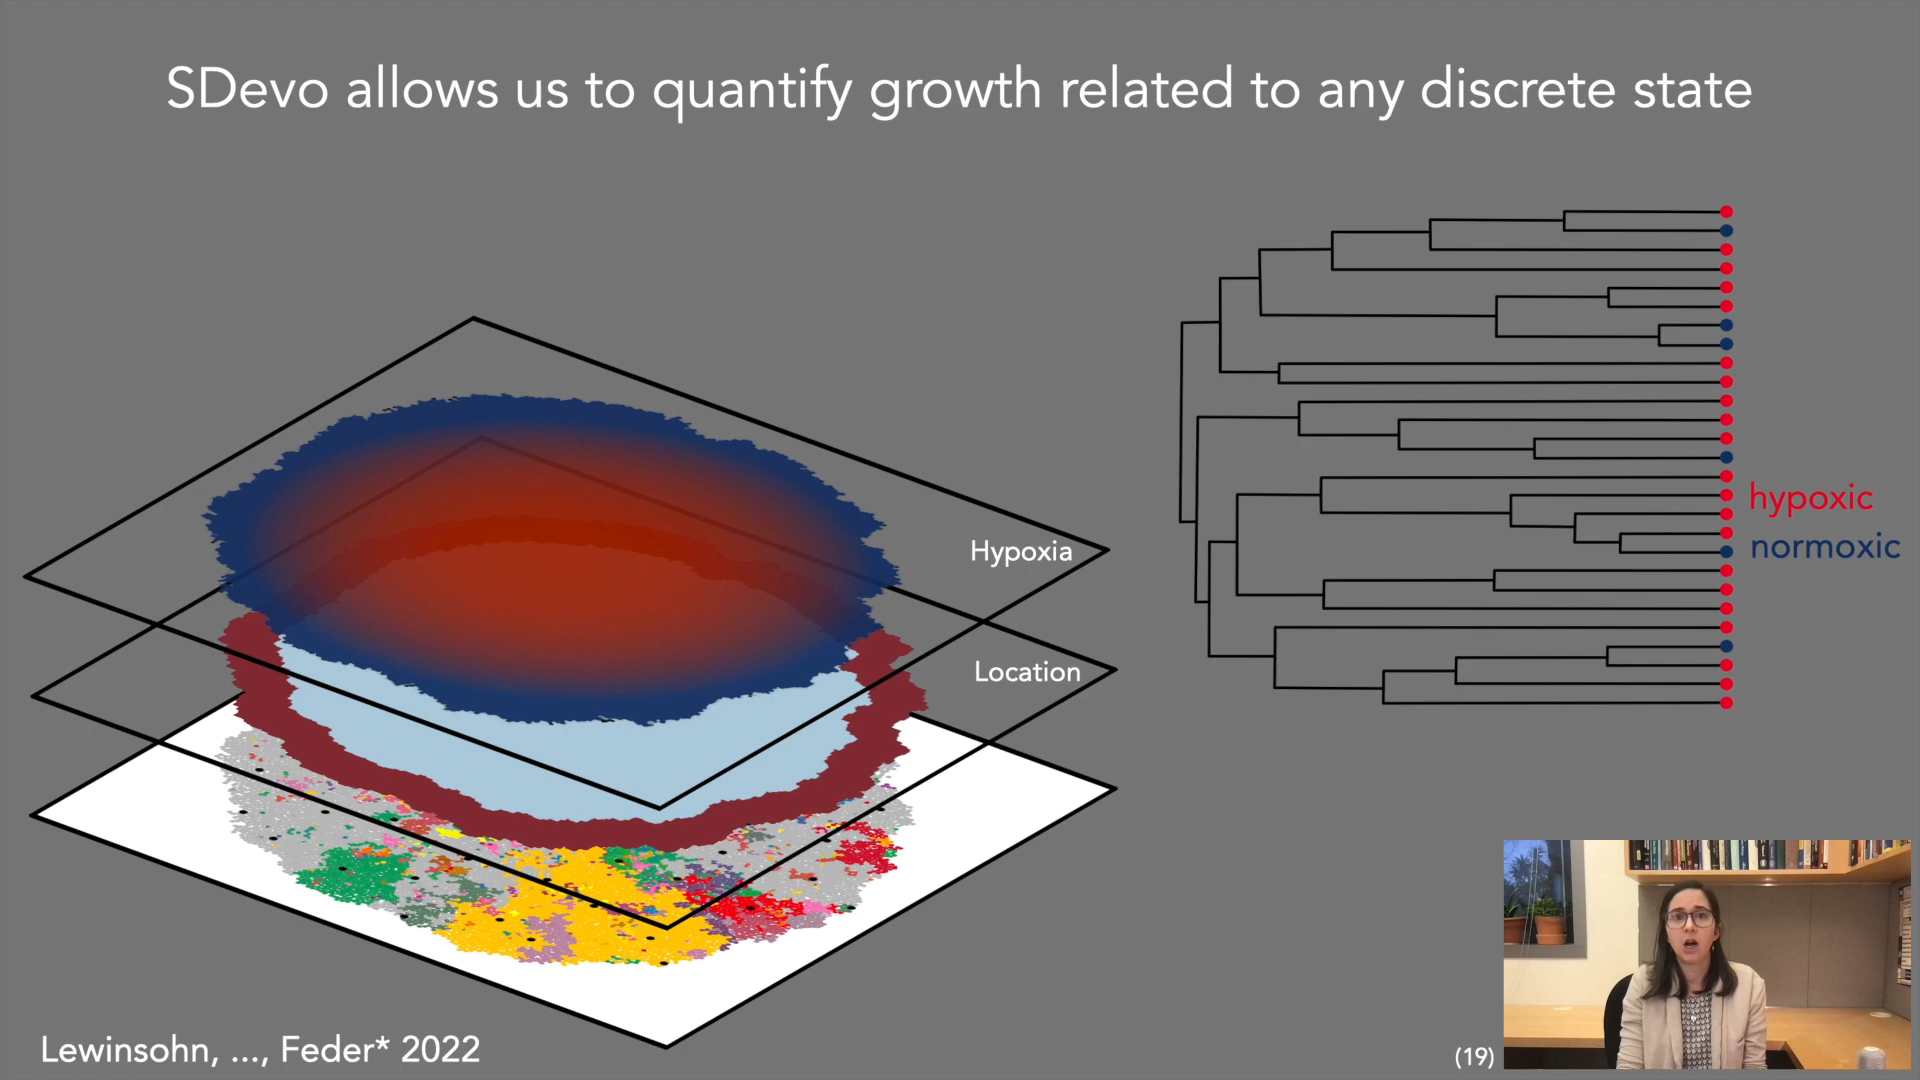 SDevo allows us to quantify growth related to any discrete state
Hypoxia
Location
hypoxic
normoxic
Lewinsohn, ..., Feder* 2022
(19)